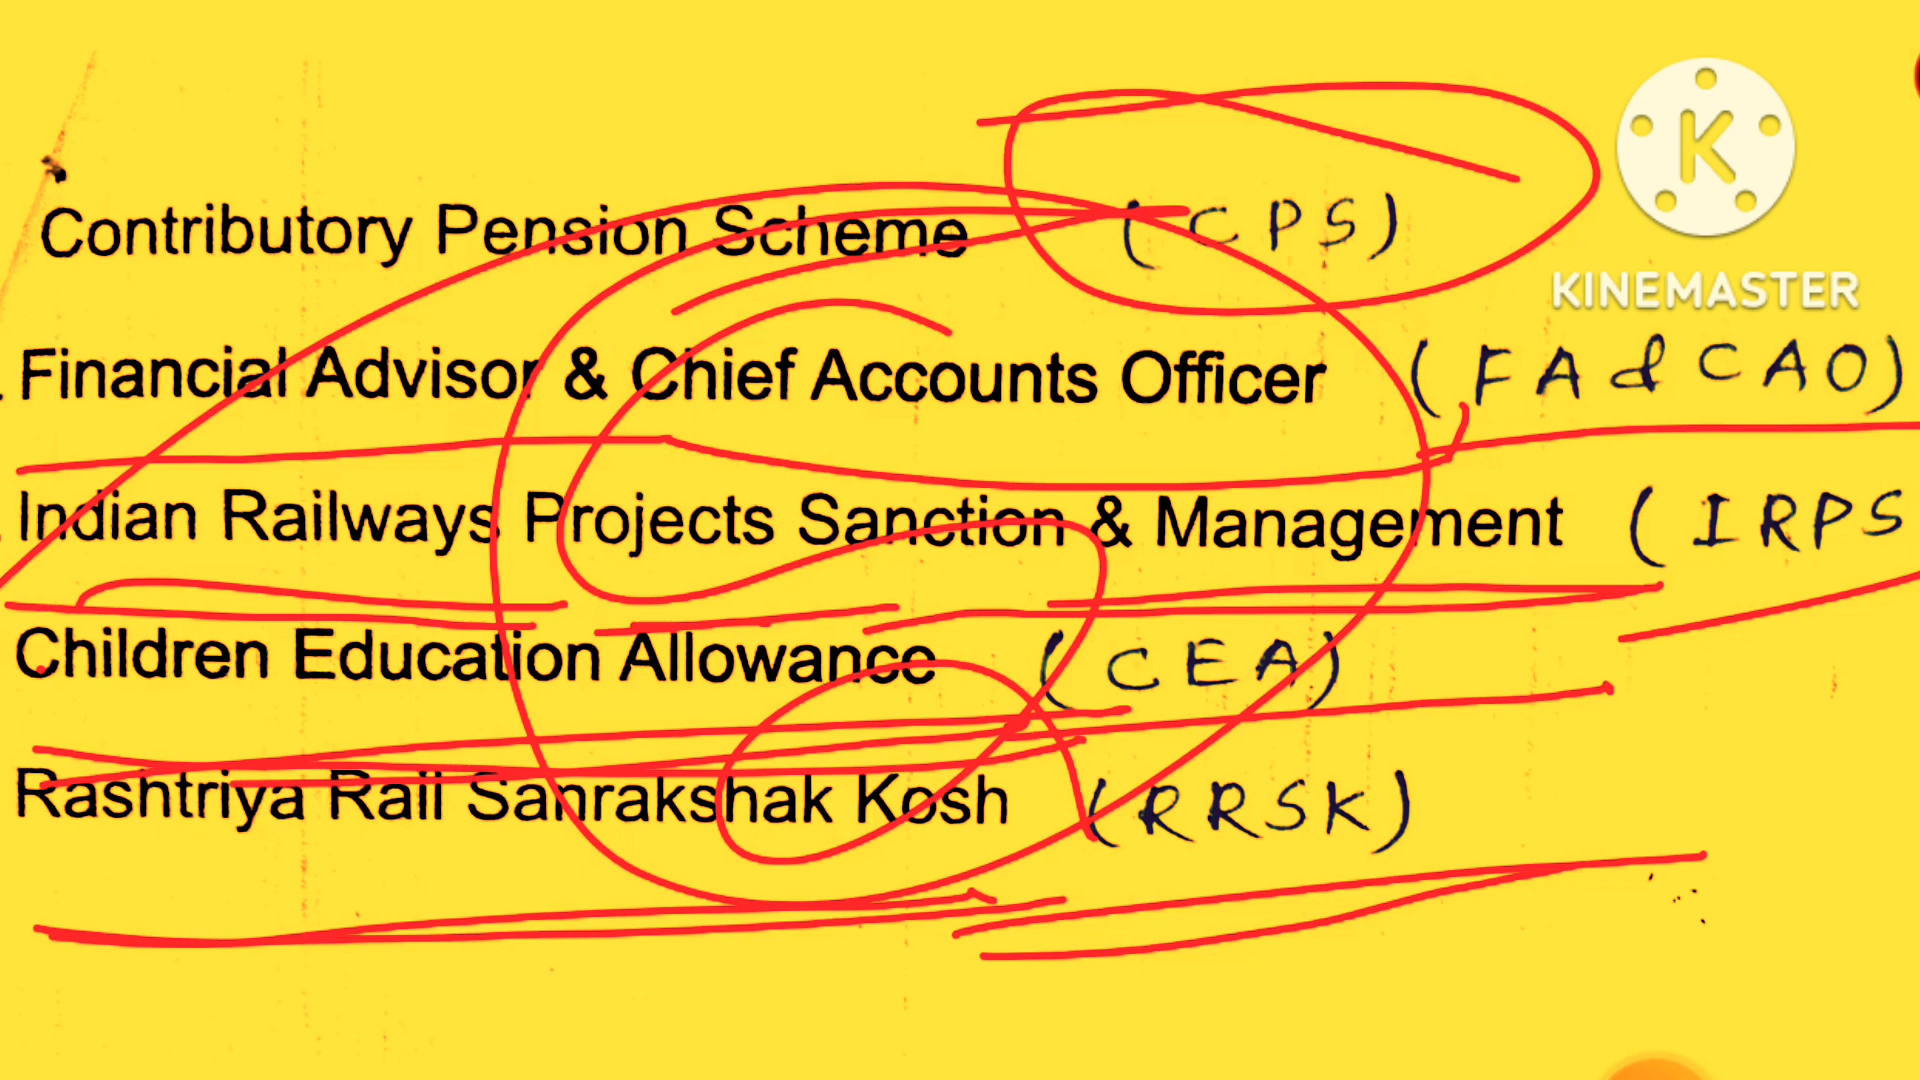 Contributory Pension Scheme (CPS)
Financial Advisor & Chief Accounts Officer (FA & CAO)
Indian Railways Projects Sanction & Management (IRPS
Children Education Allowance (CEA)
Rashtriya Rail Sanrakshak Kosh (RRSK)
K
KINEMASTER